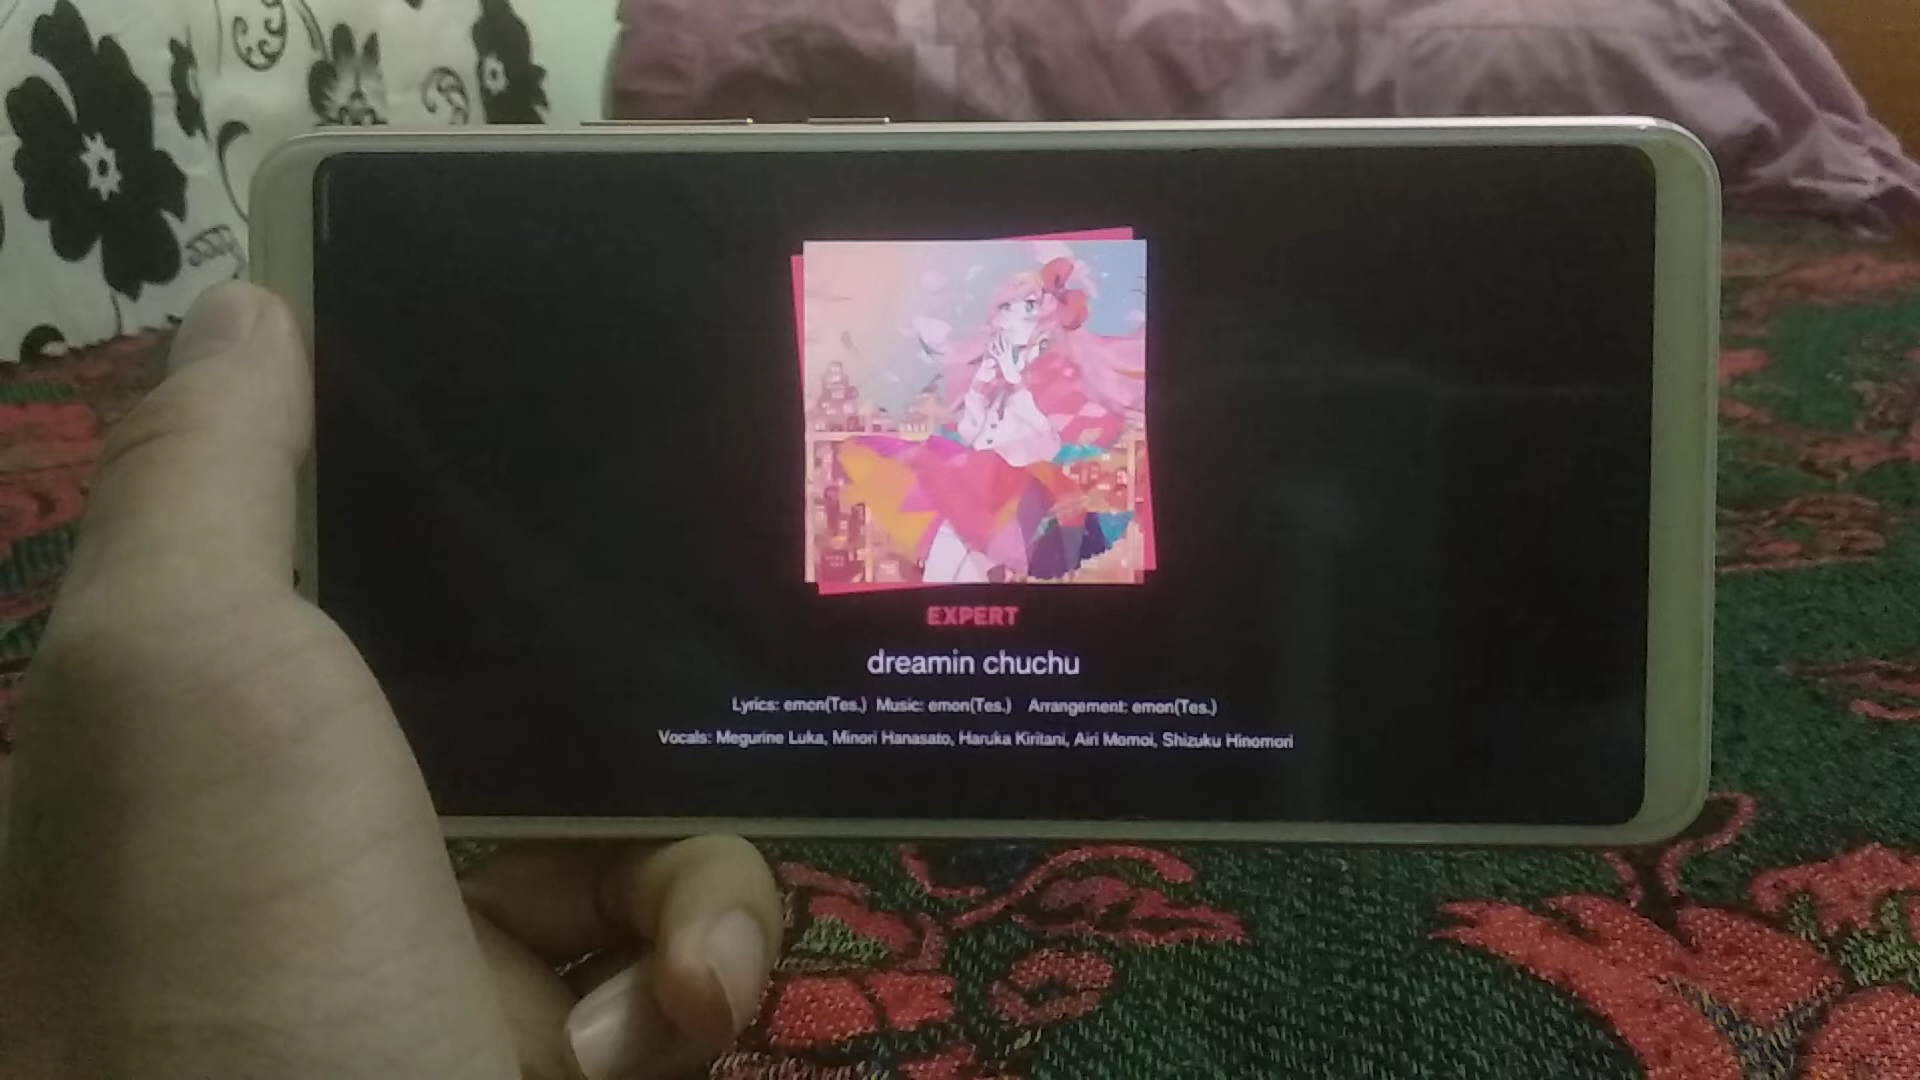 EXPERT
dreamin chuchu
Lyrics: emon(Tes.) Music: emon(Tes.) Arrangement: emon(Tes.)
Vocals: Megurine Luka, Minori Hanasato, Haruka Kiritani, Airi Momoi, Shizuku Hinomori